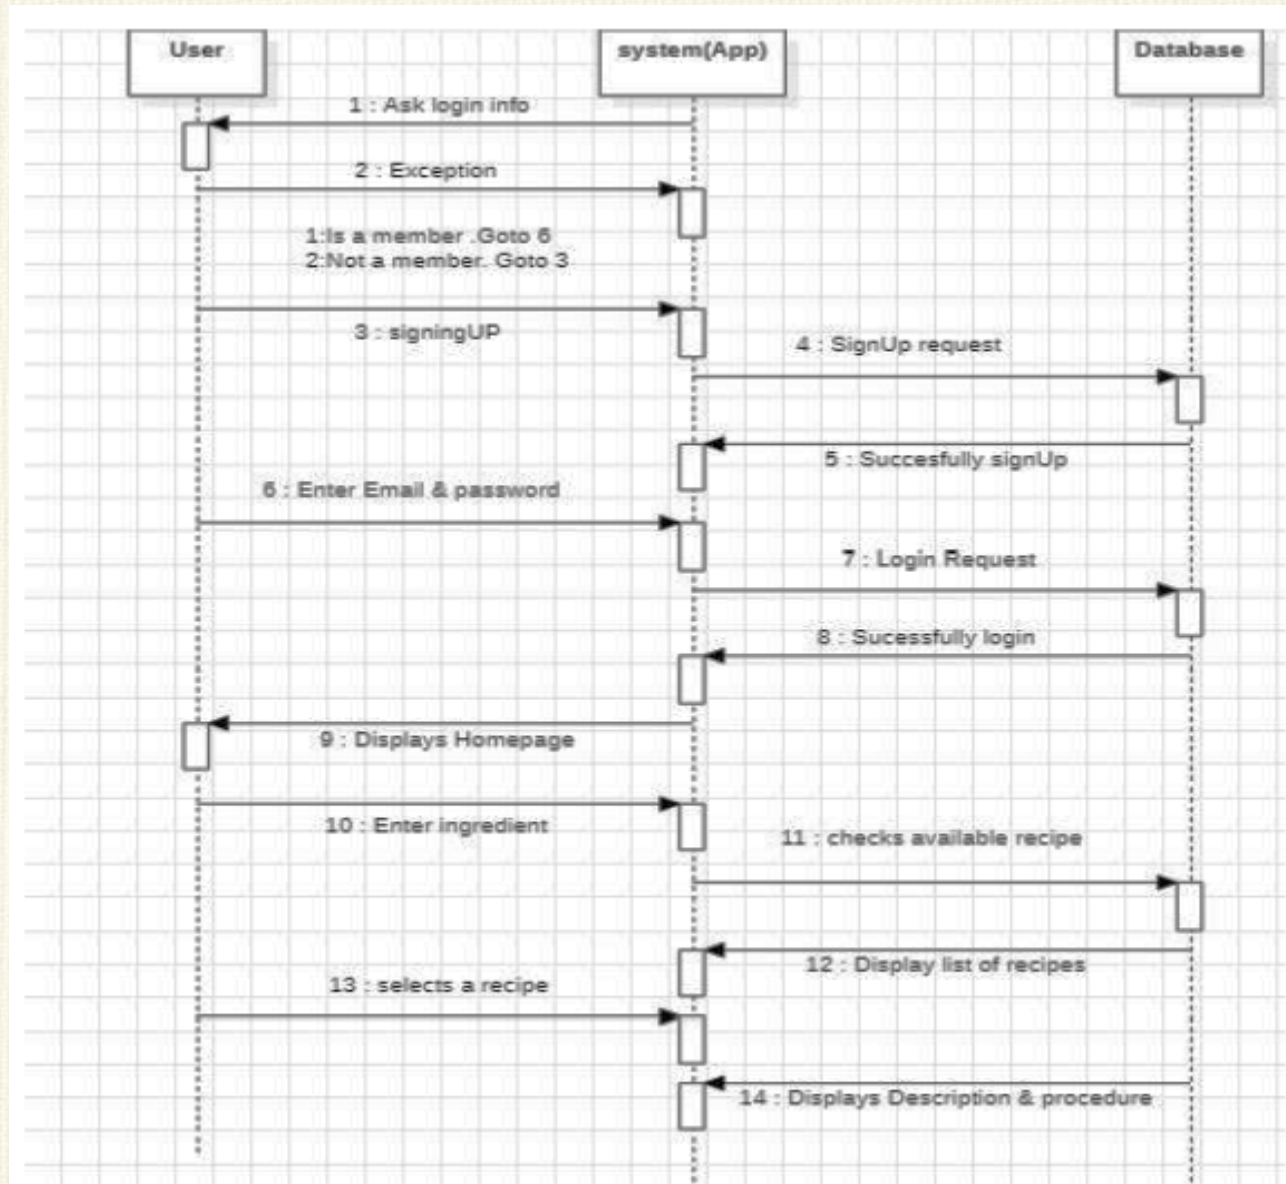 User
system(App)
Database
1 : Ask login info
2 : Exception
1:Is a member .Goto 6
2:Not a member. Goto 3
3 : signingUP
4 : SignUp request
5 : Succesfully signUp
6 : Enter Email & password
7 : Login Request
8 : Sucessfully login
9 : Displays Homepage
10 : Enter ingredient
11 : checks available recipe
12 : Display list of recipes
13 : selects a recipe
14 : Displays Description & procedure